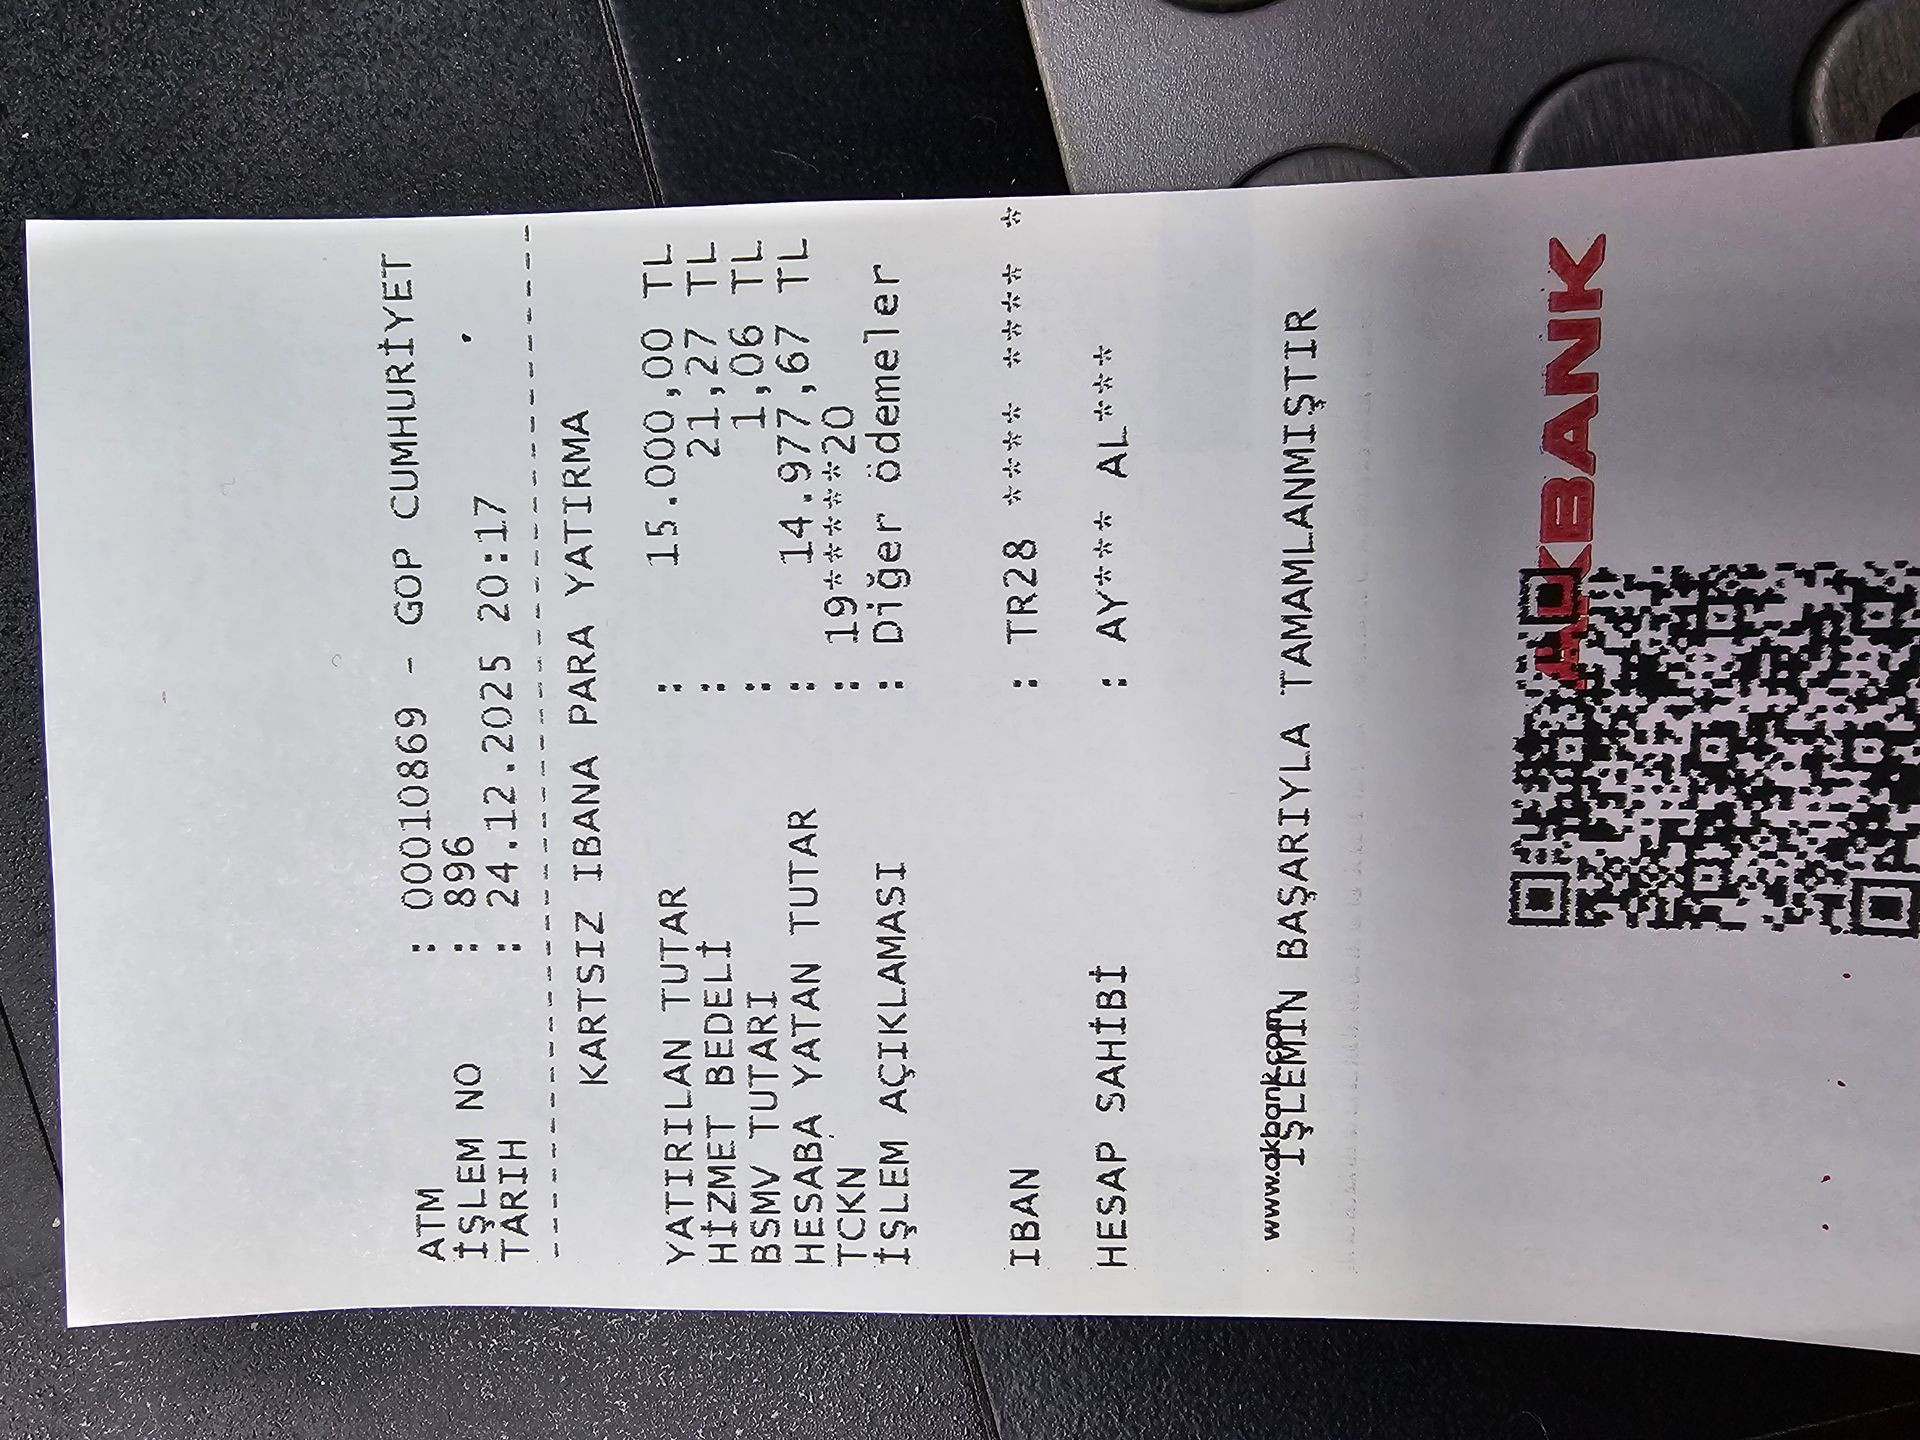 ATM : 00010869 - GOP CUMHURİYET
İŞLEM NO : 896
TARIH : 24.12.2025 20:17
--------------------------------
KARTSIZ IBANA PARA YATIRMA
YATIRILAN TUTAR : 15.000,00 TL
HİZMET BEDELİ : 21,27 TL
BSMV TUTARI : 1,06 TL
HESABA YATAN TUTAR : 14.977,67 TL
TCKN : 19*******20
İŞLEM AÇIKLAMASI : Diğer ödemeler
IBAN : TR28 **** **** **** *
HESAP SAHİBİ : AY*** AL***
www.akbank.com
İŞLEMİN BAŞARIYLA TAMAMLANMIŞTIR
AKBANK